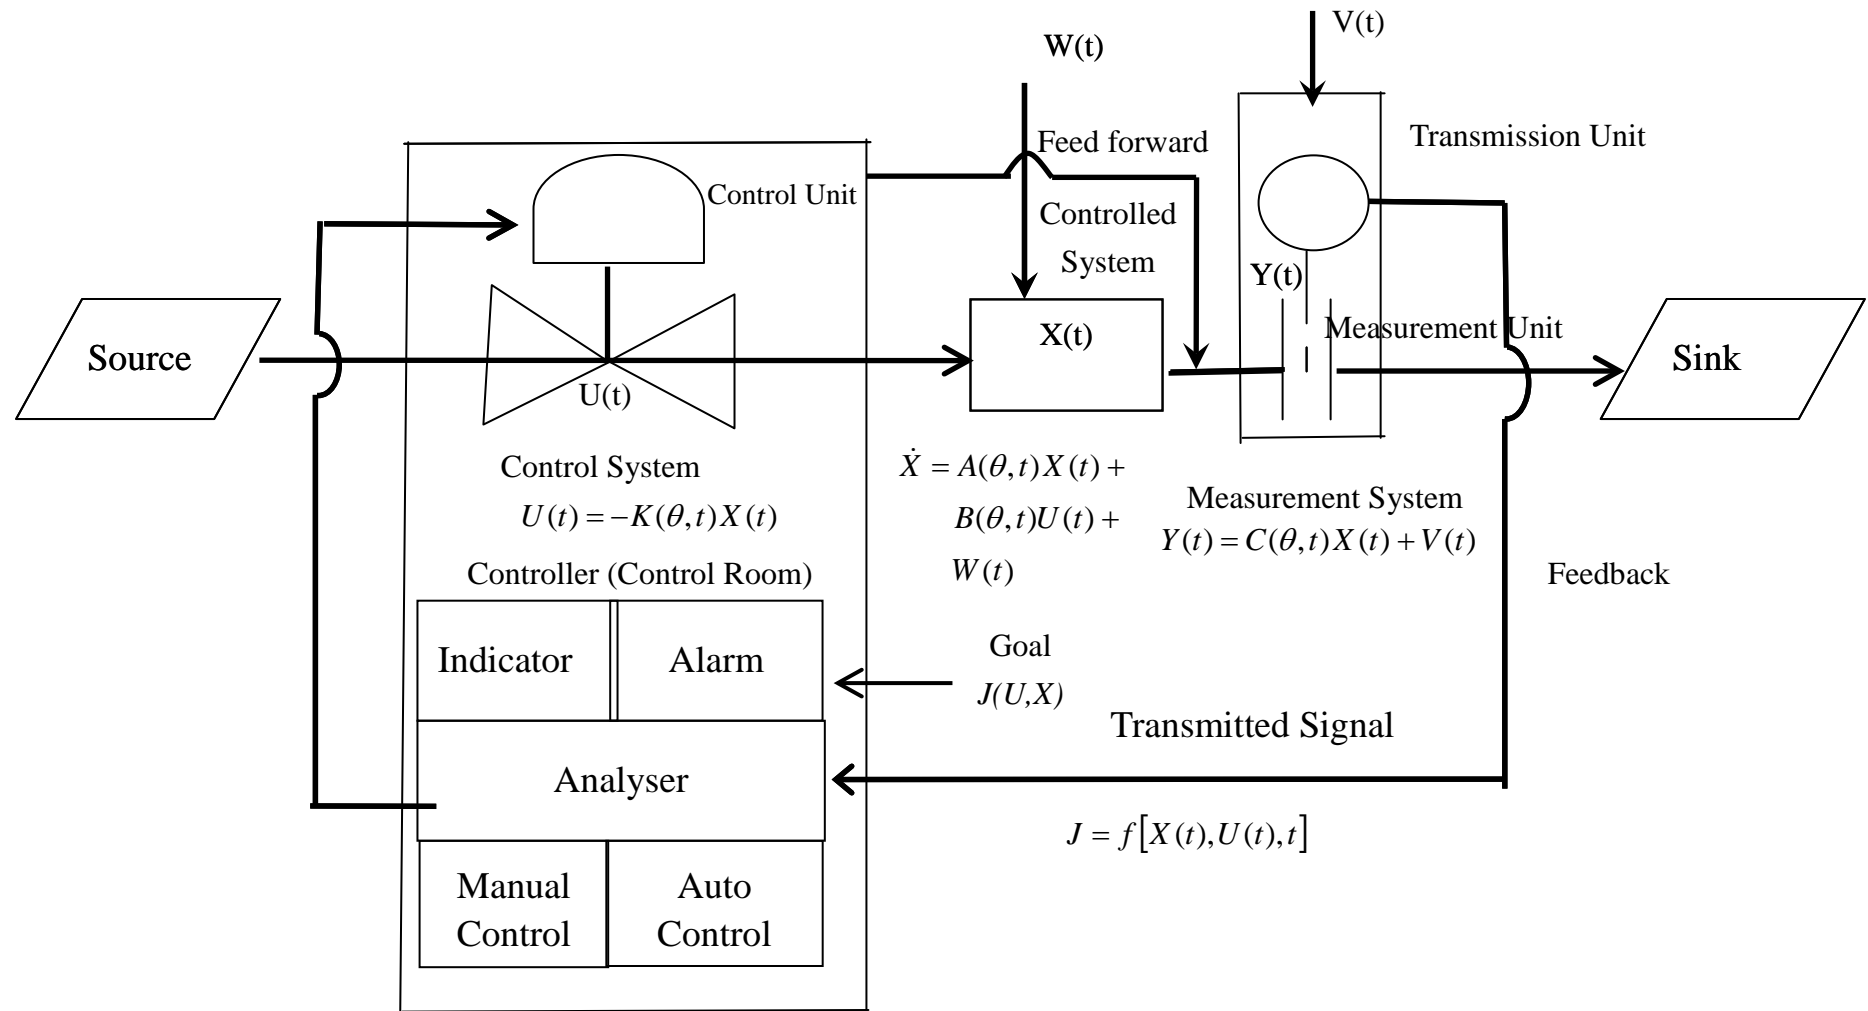 V(t)
W(t)
Feed forward
Transmission Unit
Control Unit
Controlled
System
Y(t)
Measurement Unit
X(t)
Source
Sink
U(t)
Control System
U(t) = −K(θ,t)X(t)
Ẋ = A(θ,t)X(t) +
B(θ,t)U(t) +
W(t)
Measurement System
Y(t) = C(θ,t)X(t) + V(t)
Controller (Control Room)
Feedback
Indicator
Alarm
Goal
J(U,X)
Transmitted Signal
Analyser
J = f[X(t),U(t),t]
Manual
Control
Auto
Control